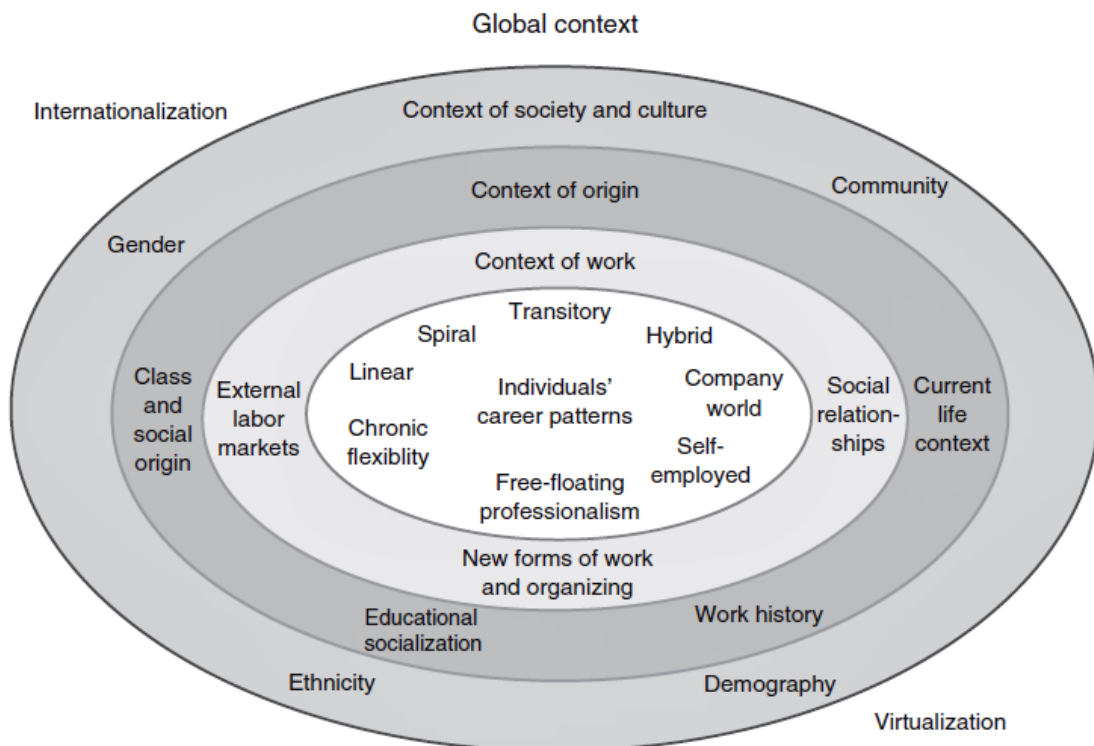 Global context
Internationalization
Context of society and culture
Community
Context of origin
Gender
Context of work
Transitory
Spiral
Hybrid
Linear
Individuals'
career patterns
Company
world
Class
and
social
origin
External
labor
markets
Social
relation-
ships
Current
life
context
Chronic
flexiblity
Self-
employed
Free-floating
professionalism
New forms of work
and organizing
Educational
socialization
Work history
Ethnicity
Demography
Virtualization